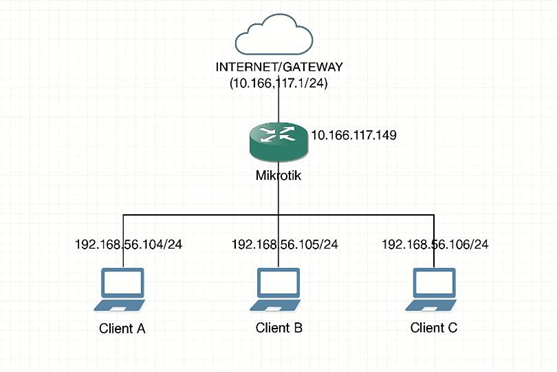 INTERNET/GATEWAY
(10.166.117.1/24)
10.166.117.149
Mikrotik
192.168.56.104/24
192.168.56.105/24
192.168.56.106/24
Client A
Client B
Client C